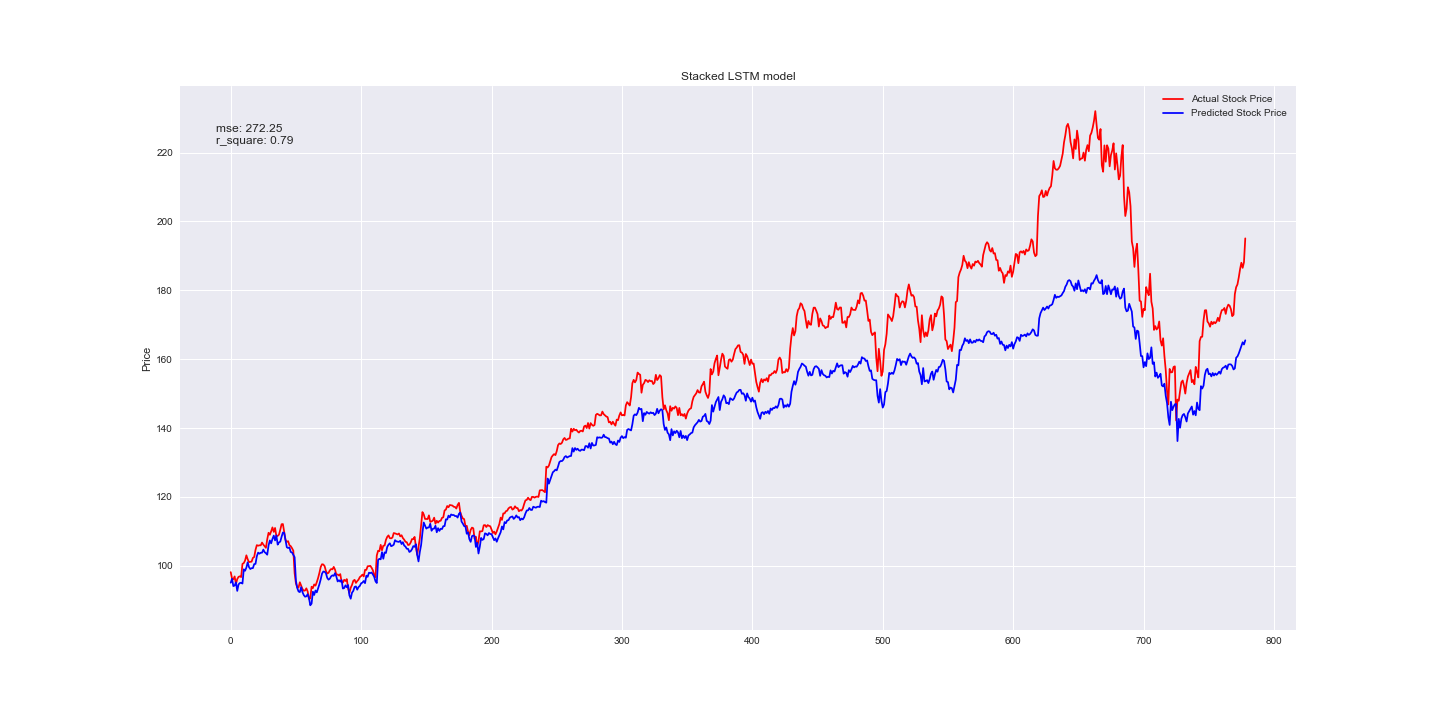 Stacked LSTM model
mse: 272.25
r_square: 0.79
Actual Stock Price
Predicted Stock Price
Price
220
200
180
160
140
120
100
0 100 200 300 400 500 600 700 800